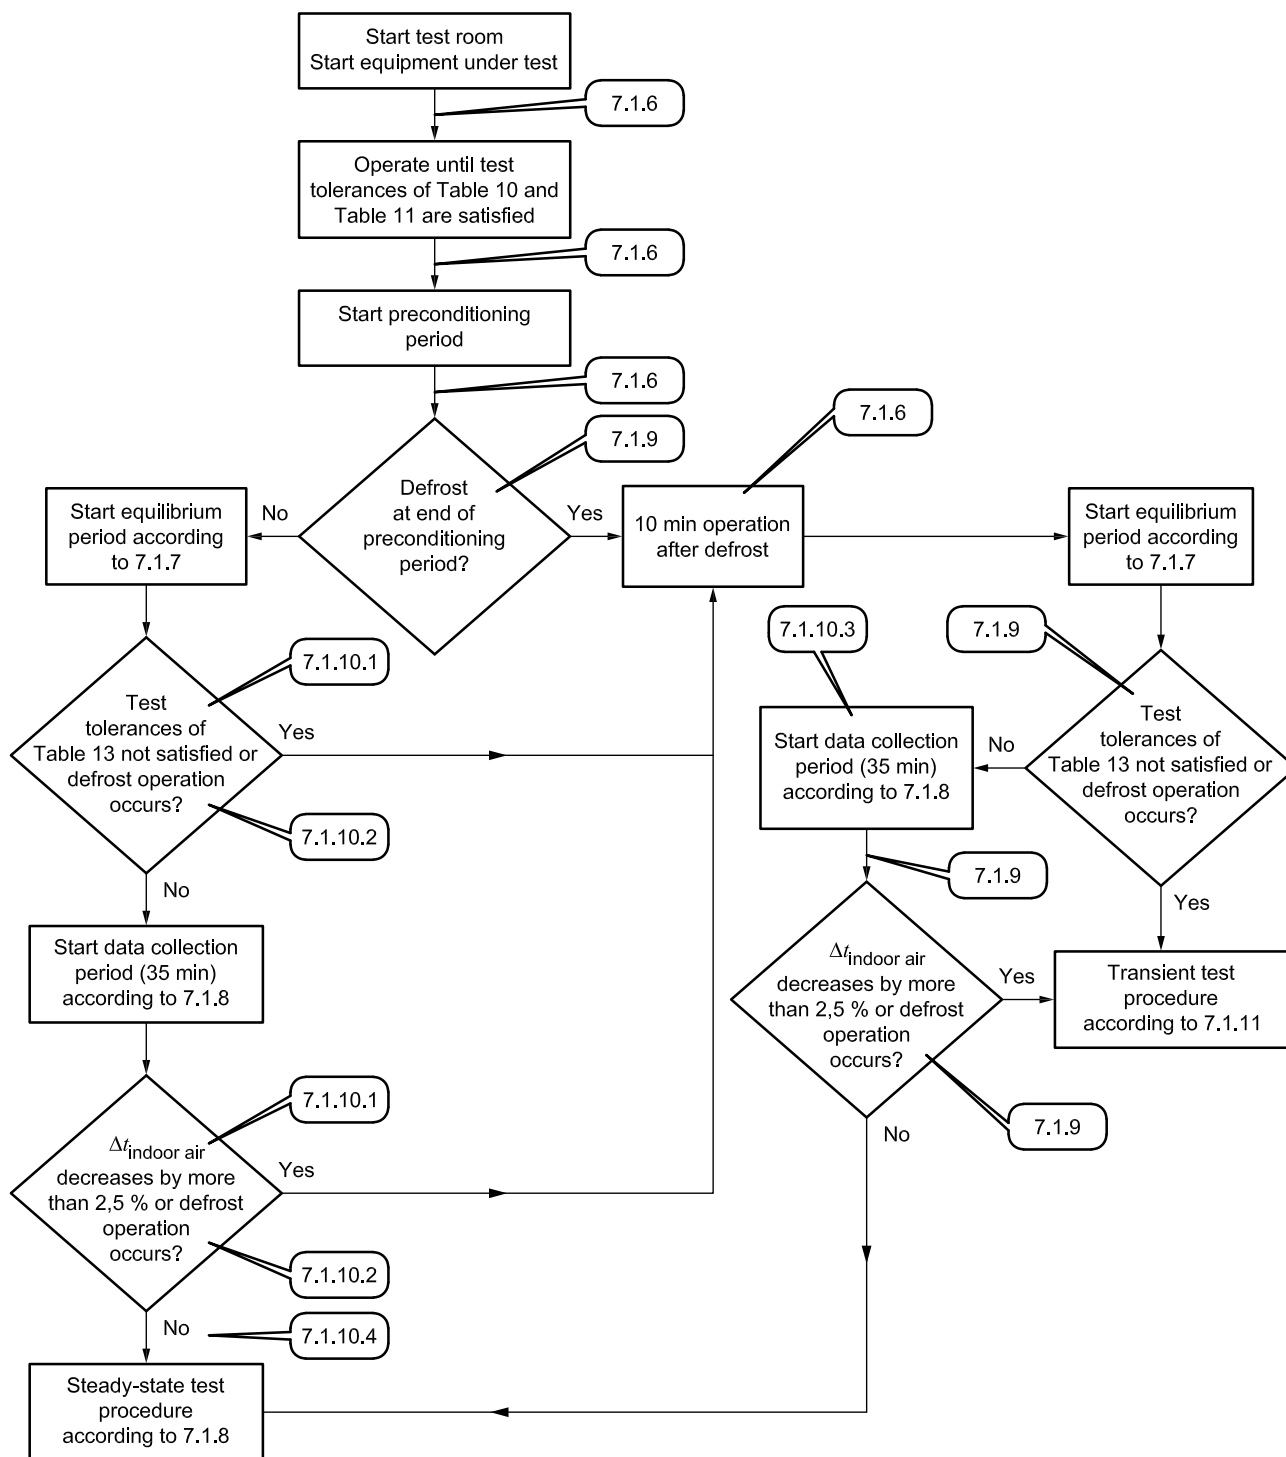 Start test room
Start equipment under test
7.1.6
Operate until test
tolerances of Table 10 and
Table 11 are satisfied
7.1.6
Start preconditioning
period
7.1.6
7.1.9
7.1.6
Defrost
at end of
preconditioning
period?
No
Yes
Start equilibrium
period according
to 7.1.7
10 min operation
after defrost
Start equilibrium
period according
to 7.1.7
7.1.10.1
Test
tolerances of
Table 13 not satisfied or
defrost operation
occurs?
Yes
7.1.10.2
No
7.1.10.3
7.1.9
Test
tolerances of
Table 13 not satisfied or
defrost operation
occurs?
No
Yes
Start data collection
period (35 min)
according to 7.1.8
7.1.9
Start data collection
period (35 min)
according to 7.1.8
Δtindoor air
decreases by more
than 2,5 % or defrost
operation
occurs?
Yes
Transient test
procedure
according to 7.1.11
7.1.9
No
7.1.10.1
Δtindoor air
decreases by more
than 2,5 % or defrost
operation
occurs?
Yes
7.1.10.2
No
7.1.10.4
Steady-state test
procedure
according to 7.1.8